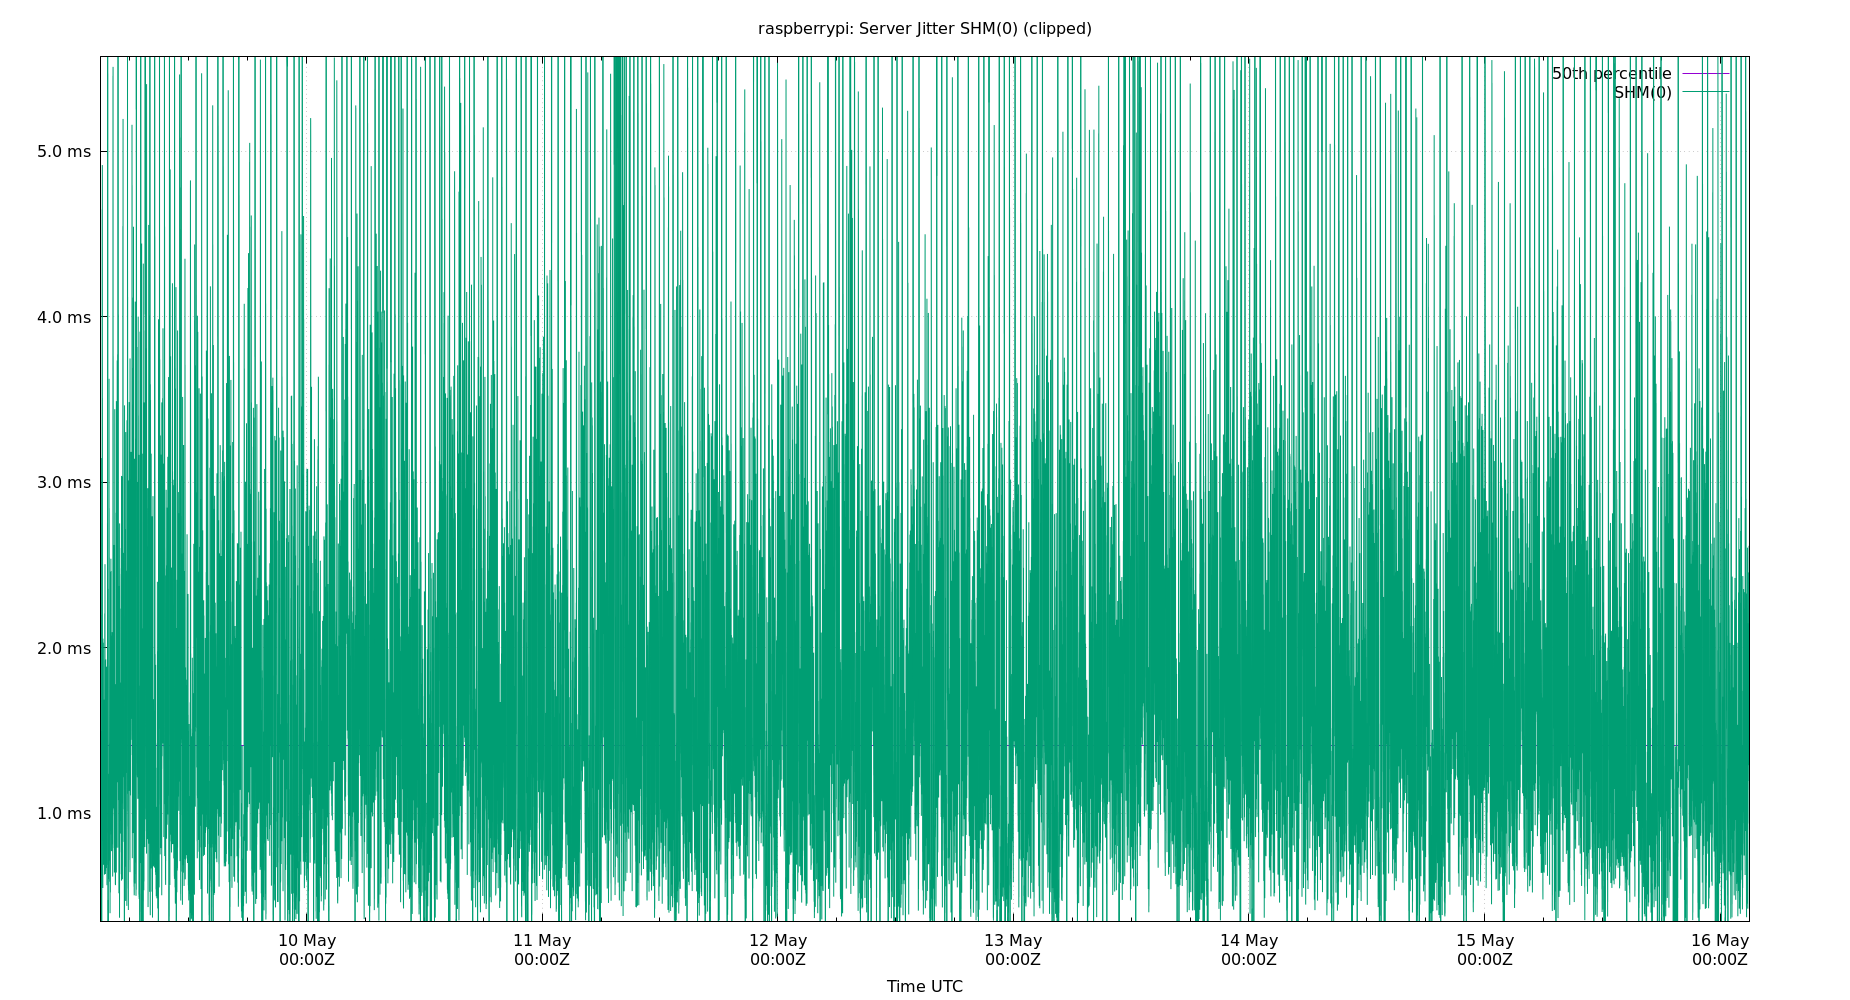 raspberrypi: Server Jitter SHM(0) (clipped)
50th percentile
SHM(0)
5.0 ms
4.0 ms
3.0 ms
2.0 ms
1.0 ms
10 May 11 May 12 May 13 May 14 May 15 May 16 May
00:00Z 00:00Z 00:00Z 00:00Z 00:00Z 00:00Z 00:00Z
Time UTC